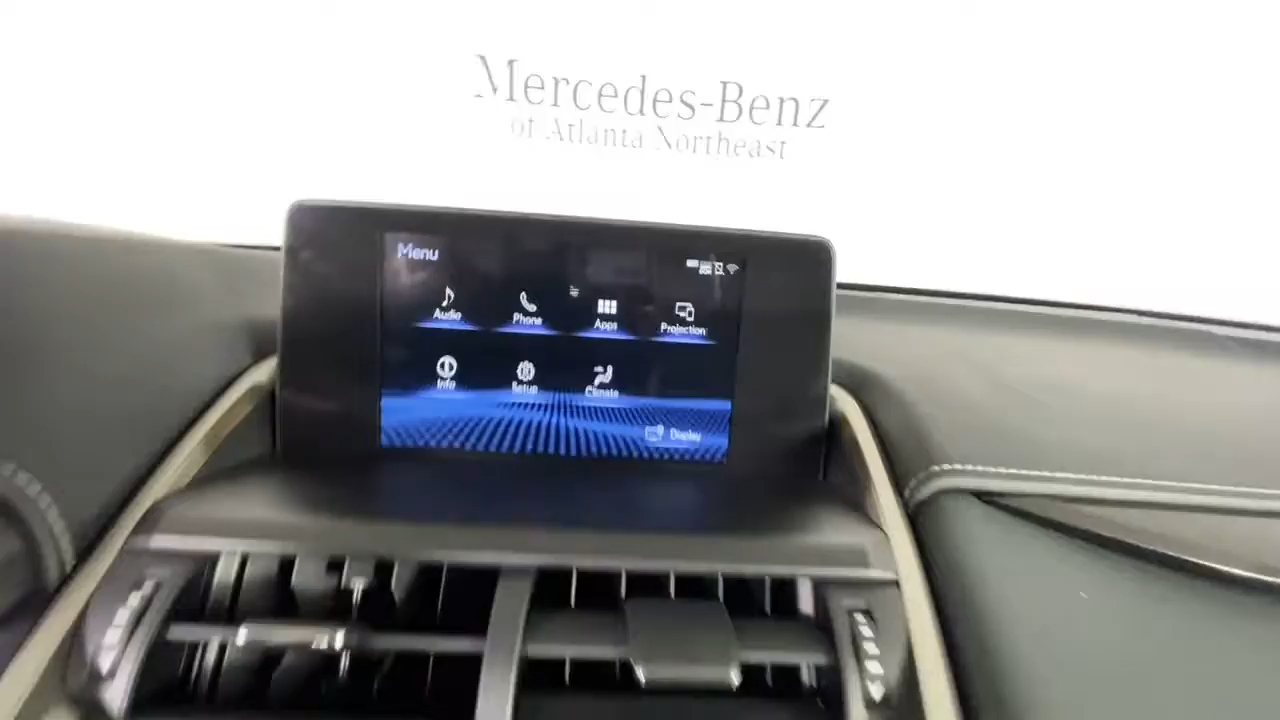 Mercedes-Benz
of Atlanta Northeast
Menu
Audio Phone Apps Projection
Info Setup Climate
Display